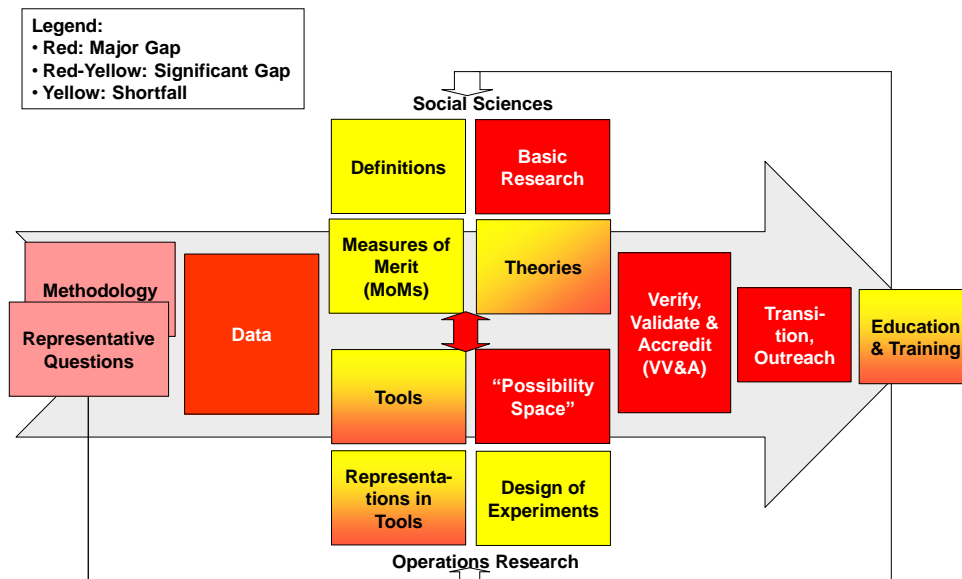 Legend:
• Red: Major Gap
• Red-Yellow: Significant Gap
• Yellow: Shortfall
Social Sciences
Definitions
Basic
Research
Measures of
Merit
(MoMs)
Theories
Methodology
Representative
Questions
Data
Verify,
Validate &
Accredit
(VV&A)
Transi-
tion,
Outreach
Education
& Training
Tools
“Possibility
Space”
Representa-
tions in
Tools
Design of
Experiments
Operations Research